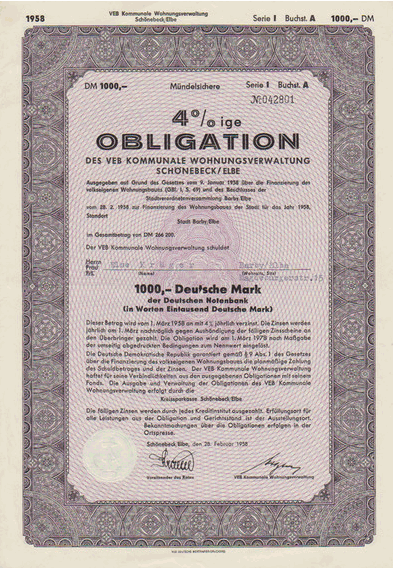 1958 VEB Kommunale Wohnungsverwaltung Schönebeck/Elbe Serie I Buchst. A 1000,– DM
DM 1000,– Mündelsichere Serie I Buchst. A
№042801
4% ige
OBLIGATION
DES VEB KOMMUNALE WOHNUNGSVERWALTUNG
SCHÖNEBECK/ELBE
Ausgegeben auf Grund des Gesetzes vom 9. Januar 1958 über die Finanzierung des
volkseigenen Wohnungsbaues (GBl. I, S. 69) und des Beschlusses der
Stadtverordnetenversammlung Barby/Elbe
vom 28. 2. 1958 zur Finanzierung des Wohnungsbaues der Stadt für das Jahr 1958,
Standort
Stadt Barby/Elbe
im Gesamtbetrag von DM 266 200.
Der VEB Kommunale Wohnungsverwaltung schuldet
Herrn
Frau Krüger Barby/Elbe
Frl. (Name) (Wohnort, Str.)
1000,– Deutsche Mark
der Deutschen Notenbank
(in Worten Eintausend Deutsche Mark)
Dieser Betrag wird vom 1. März 1958 an mit 4% jährlich verzinst. Die Zinsen werden
jährlich am 1. März nachträglich gegen Aushändigung der fälligen Zinsscheine an
den Überbringer gezahlt. Die Obligation wird am 1. März 1978 nach Maßgabe
der umseitig abgedruckten Bedingungen zum Nennwert eingelöst.
Die Deutsche Demokratische Republik garantiert gemäß § 9 Abs. 1 des Gesetzes
über die Finanzierung des volkseigenen Wohnungsbaues die planmäßige Zahlung
des Schuldbetrages und der Zinsen. Der VEB Kommunale Wohnungsverwaltung
haftet für seine Verbindlichkeiten aus den ausgegebenen Obligationen mit seinem
Fonds. Die Ausgabe und Verwaltung der Obligationen des VEB Kommunale
Wohnungsverwaltung erfolgt durch die
Kreissparkasse Schönebeck/Elbe
Die fälligen Zinsen werden durch jedes Kreditinstitut ausgezahlt. Erfüllungsort für
alle Leistungen aus der Obligation und Gerichtsstand ist der Ausstellungsort.
Bekanntmachungen über die Obligationen erfolgen in der
Ortspresse.
Schönebeck/Elbe, den 28. Februar 1958
Vorsitzender des Rates